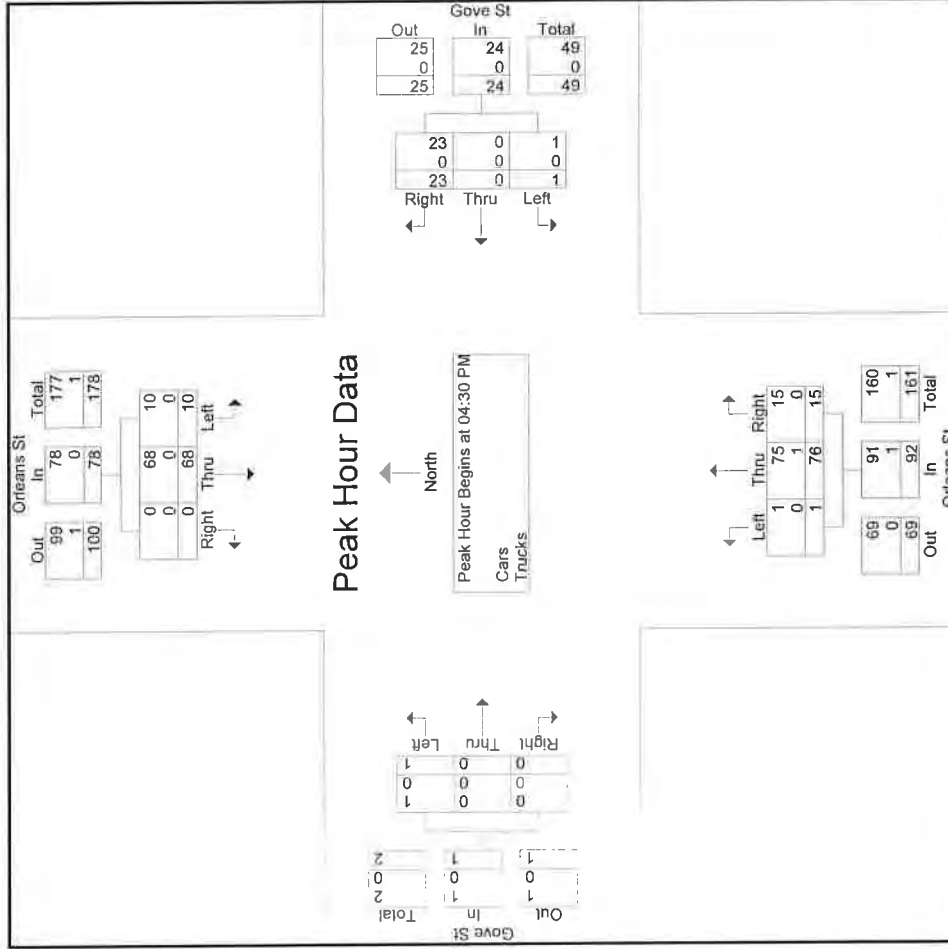 Gove St
Out In Total
25 24 49
0 0 0
25 24 49
23 0 1
0 0 0
23 0 1
Right Thru Left
Orleans St
Out In Total
99 78 177
1 0 1
100 78 178
0 68 10
0 0 0
0 68 10
Right Thru Left
Peak Hour Data
North
Peak Hour Begins at 04:30 PM
Cars
Trucks
Left Thru Right
1 75 15
0 1 0
1 76 15
69 91 160
0 1 1
69 92 161
Out In Total
Orleans St
Left Thru Right
1 0 0
0 0 0
1 0 0
2 1 1
0 0 0
2 1 1
Total In Out
Gove St